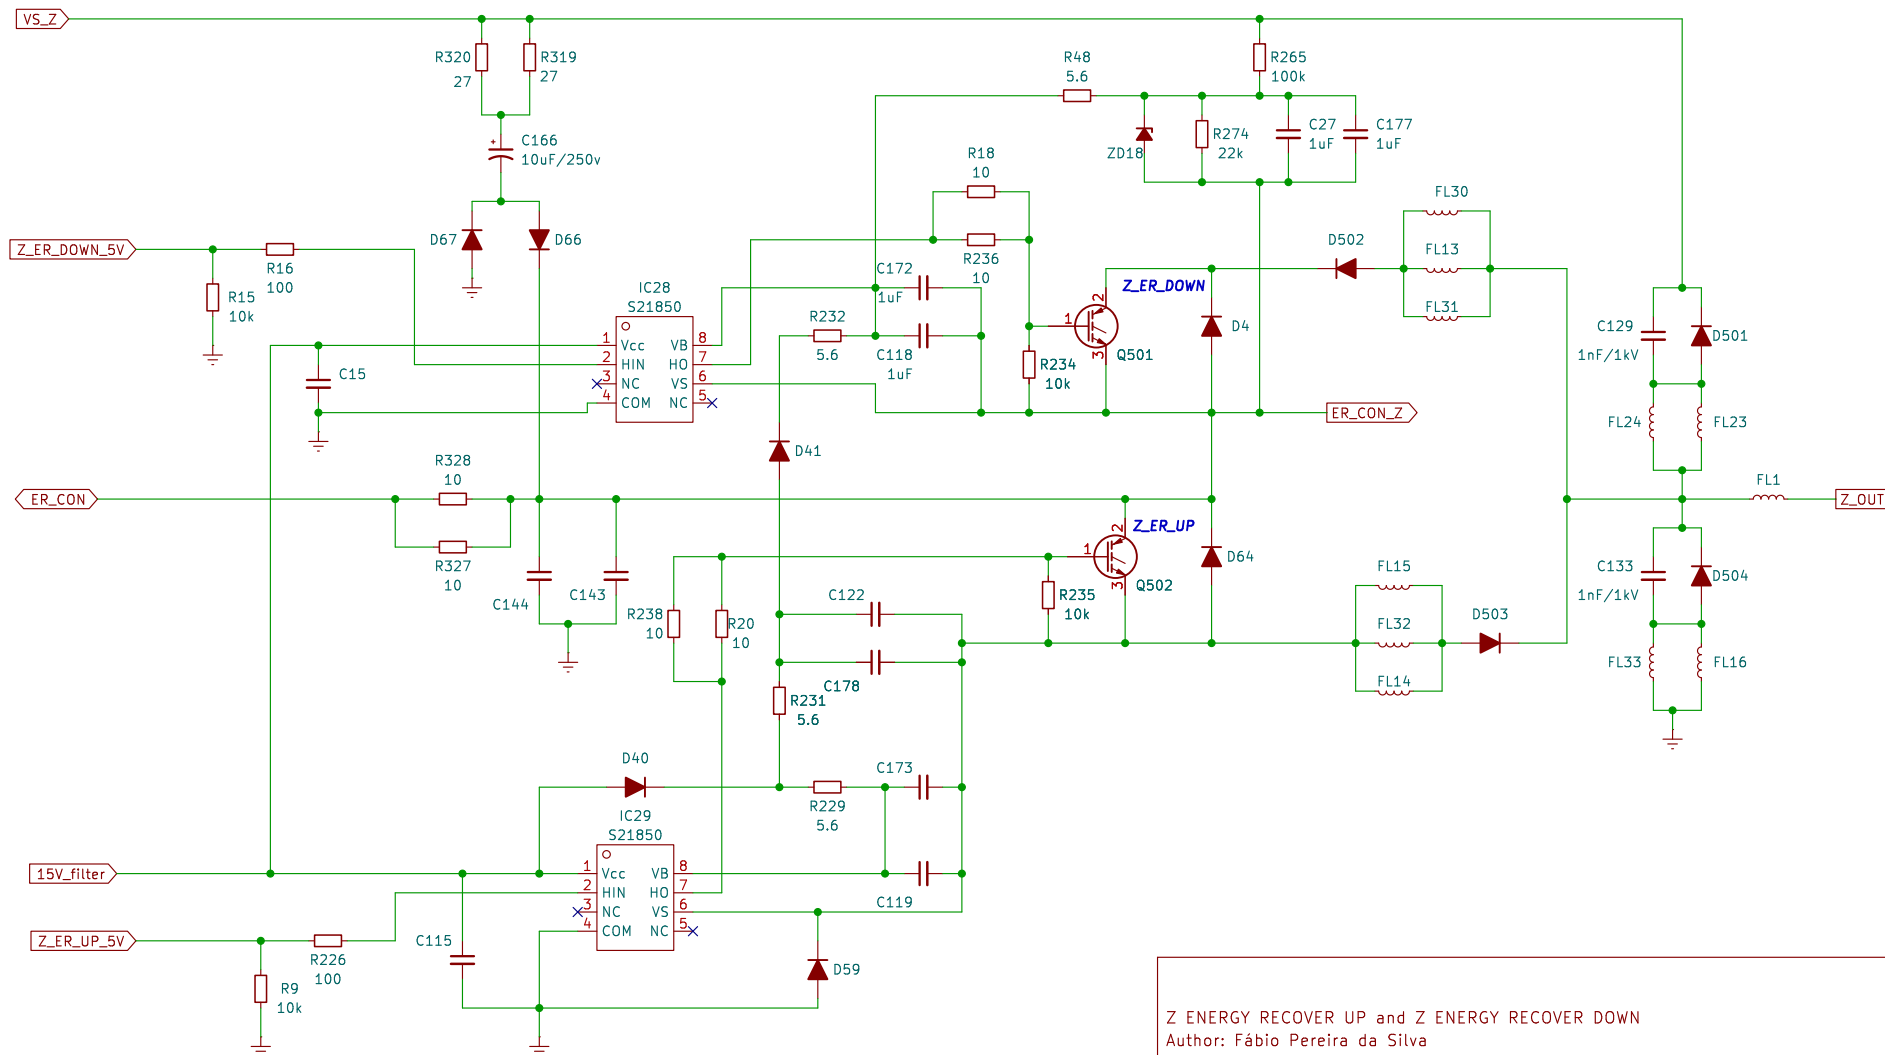 VS_Z
R320
27
R319
27
C166
10uF/250v
+
D67
D66
Z_ER_DOWN_5V
R16
100
R15
10k
R48
5.6
R265
100k
ZD18
R274
22k
C27
1uF
C177
1uF
R18
10
R236
10
C172
1uF
R232
5.6
C118
1uF
IC28
S21850
1
2
3
4
Vcc
HIN
NC
COM
VB
HO
VS
NC
8
7
6
5
C15
Z_ER_DOWN
1
2
3
Q501
R234
10k
D4
D502
FL30
FL13
FL31
C129
1nF/1kV
D501
FL24
FL23
ER_CON_Z
D41
R328
10
ER_CON
R327
10
C144
C143
Z_ER_UP
1
2
3
Q502
D64
R235
10k
FL1
Z_OUT
R238
10
R20
10
C122
C178
R231
5.6
FL15
FL32
FL14
D503
C133
1nF/1kV
D504
FL33
FL16
D40
C173
R229
5.6
IC29
S21850
15V_filter
1
2
3
4
Vcc
HIN
NC
COM
VB
HO
VS
NC
8
7
6
5
C119
Z_ER_UP_5V
R226
100
R9
10k
C115
D59
Z ENERGY RECOVER UP and Z ENERGY RECOVER DOWN
Author: Fábio Pereira da Silva